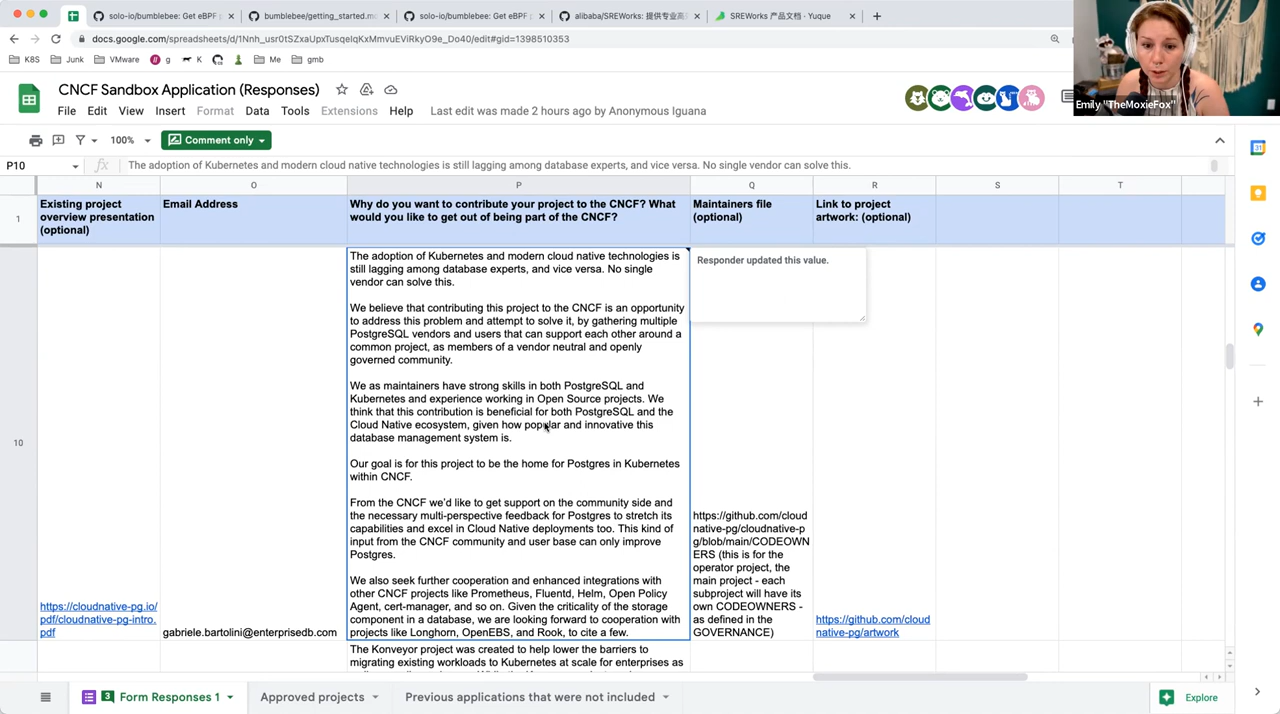 solo-io/bumblebee: Get eBPF p
bumblebee/getting_started.m
solo-io/bumblebee: Get eBPF p
alibaba/SREWorks: 提供专业高
SREWorks 产品文档 · Yuque
docs.google.com/spreadsheets/d/1Nnh_usr0tSZxaUpxTusqeIqKxMmvuEViRkyO9e_Do40/edit#gid=1398510353
K8S
Junk
VMware
g
K
Me
gmb
Emily "TheMoxieFox"
CNCF Sandbox Application (Responses)
File Edit View Insert Format Data Tools Extensions Help
Last edit was made 2 hours ago by Anonymous Iguana
100%
Comment only
P10
The adoption of Kubernetes and modern cloud native technologies is still lagging among database experts, and vice versa. No single vendor can solve this.
N O P Q R S T
1
Existing project
overview presentation
(optional)
Email Address
Why do you want to contribute your project to the CNCF? What
would you like to get out of being part of the CNCF?
Maintainers file
(optional)
Link to project
artwork: (optional)
10
https://cloudnative-pg.io/
pdf/cloudnative-pg-intro.
pdf
gabriele.bartolini@enterprisedb.com
The adoption of Kubernetes and modern cloud native technologies is
still lagging among database experts, and vice versa. No single
vendor can solve this.
We believe that contributing this project to the CNCF is an opportunity
to address this problem and attempt to solve it, by gathering multiple
PostgreSQL vendors and users that can support each other around a
common project, as members of a vendor neutral and openly
governed community.
We as maintainers have strong skills in both PostgreSQL and
Kubernetes and experience working in Open Source projects. We
think that this contribution is beneficial for both PostgreSQL and the
Cloud Native ecosystem, given how popular and innovative this
database management system is.
Our goal is for this project to be the home for Postgres in Kubernetes
within CNCF.
From the CNCF we'd like to get support on the community side and
the necessary multi-perspective feedback for Postgres to stretch its
capabilities and excel in Cloud Native deployments too. This kind of
input from the CNCF community and user base can only improve
Postgres.
We also seek further cooperation and enhanced integrations with
other CNCF projects like Prometheus, Fluentd, Helm, Open Policy
Agent, cert-manager, and so on. Given the criticality of the storage
component in a database, we are looking forward to cooperation with
projects like Longhorn, OpenEBS, and Rook, to cite a few.
Responder updated this value.
https://github.com/cloud
native-pg/cloudnative-p
g/blob/main/CODEOWN
ERS (this is for the
operator project, the
main project - each
subproject will have its
own CODEOWNERS -
as defined in the
GOVERNANCE)
https://github.com/cloud
native-pg/artwork
The Konveyor project was created to help lower the barriers to
migrating existing workloads to Kubernetes at scale for enterprises as
3 Form Responses 1
Approved projects
Previous applications that were not included
Explore